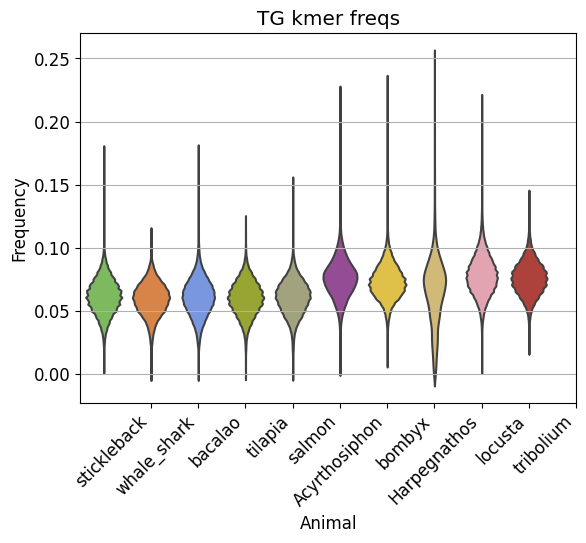 TG kmer freqs
0.25
0.20
0.15
0.10
0.05
0.00
Frequency
stickleback
whale_shark
bacalao
tilapia
salmon
Acyrthosiphon
bombyx
Harpegnathos
locusta
tribolium
Animal